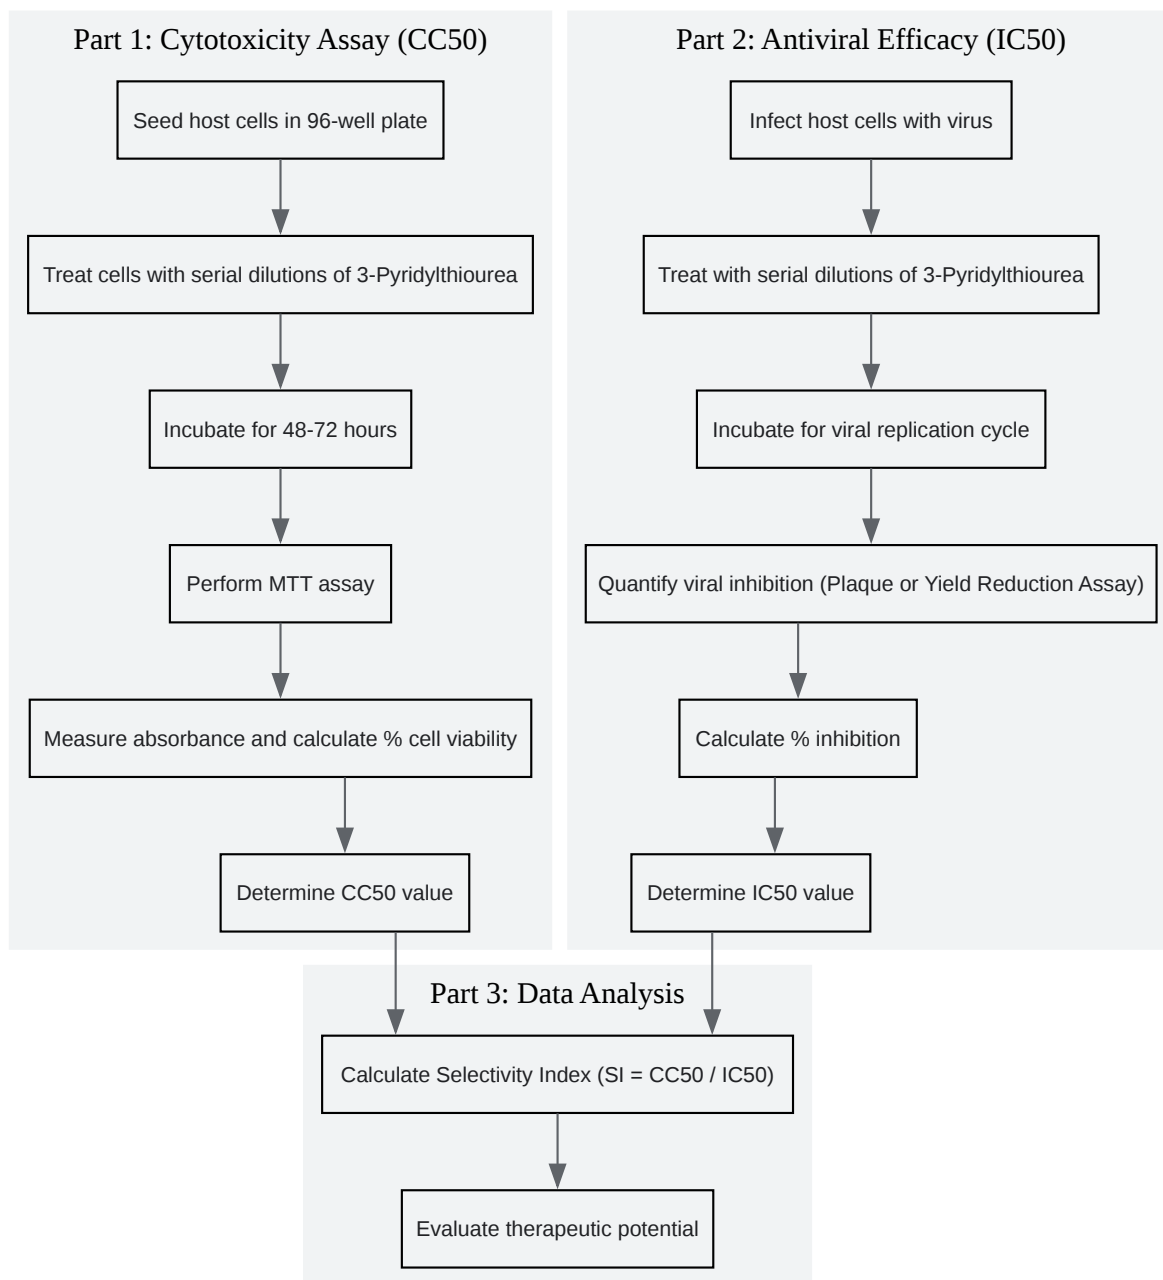 Part 1: Cytotoxicity Assay (CC50)
Seed host cells in 96-well plate
Treat cells with serial dilutions of 3-Pyridylthiourea
Incubate for 48-72 hours
Perform MTT assay
Measure absorbance and calculate % cell viability
Determine CC50 value
Part 2: Antiviral Efficacy (IC50)
Infect host cells with virus
Treat with serial dilutions of 3-Pyridylthiourea
Incubate for viral replication cycle
Quantify viral inhibition (Plaque or Yield Reduction Assay)
Calculate % inhibition
Determine IC50 value
Part 3: Data Analysis
Calculate Selectivity Index (SI = CC50 / IC50)
Evaluate therapeutic potential